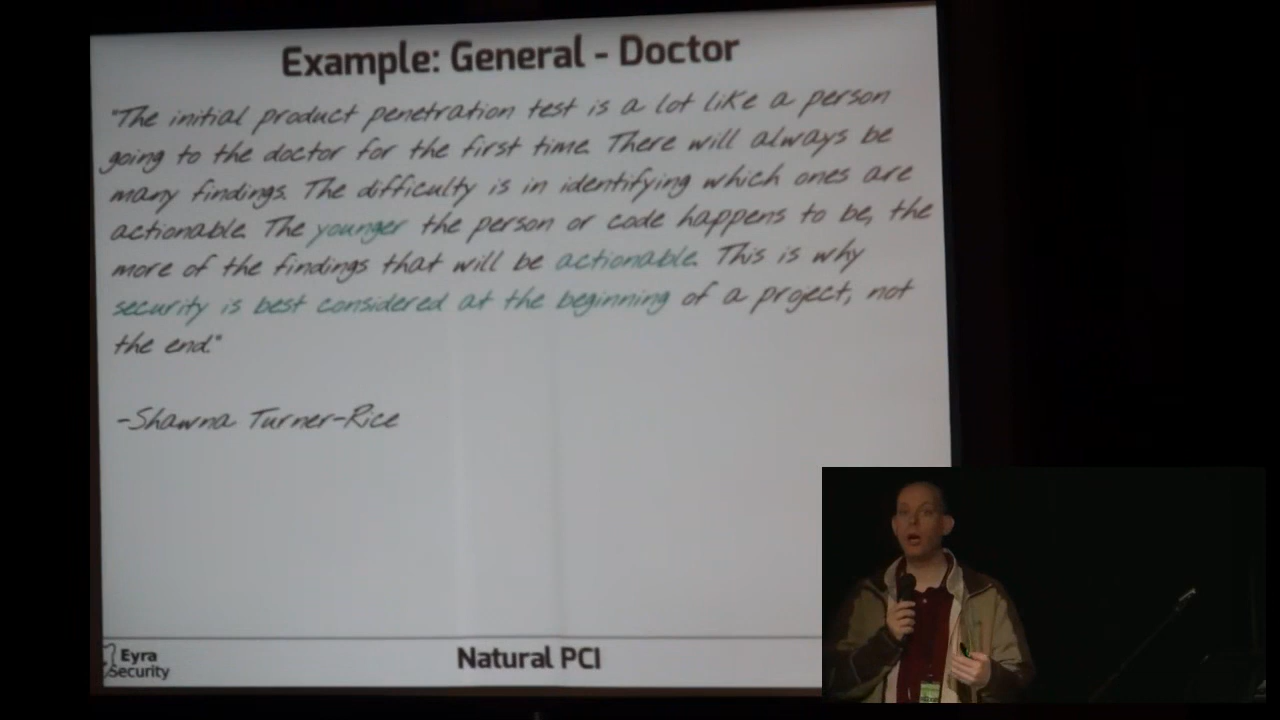 Example: General - Doctor
"The initial product penetration test is a lot like a person
going to the doctor for the first time. There will always be
many findings. The difficulty is in identifying which ones are
actionable. The younger the person or code happens to be, the
more of the findings that will be actionable. This is why
security is best considered at the beginning of a project, not
the end."
-Shawna Turner-Rice
Eyra
Security
Natural PCI